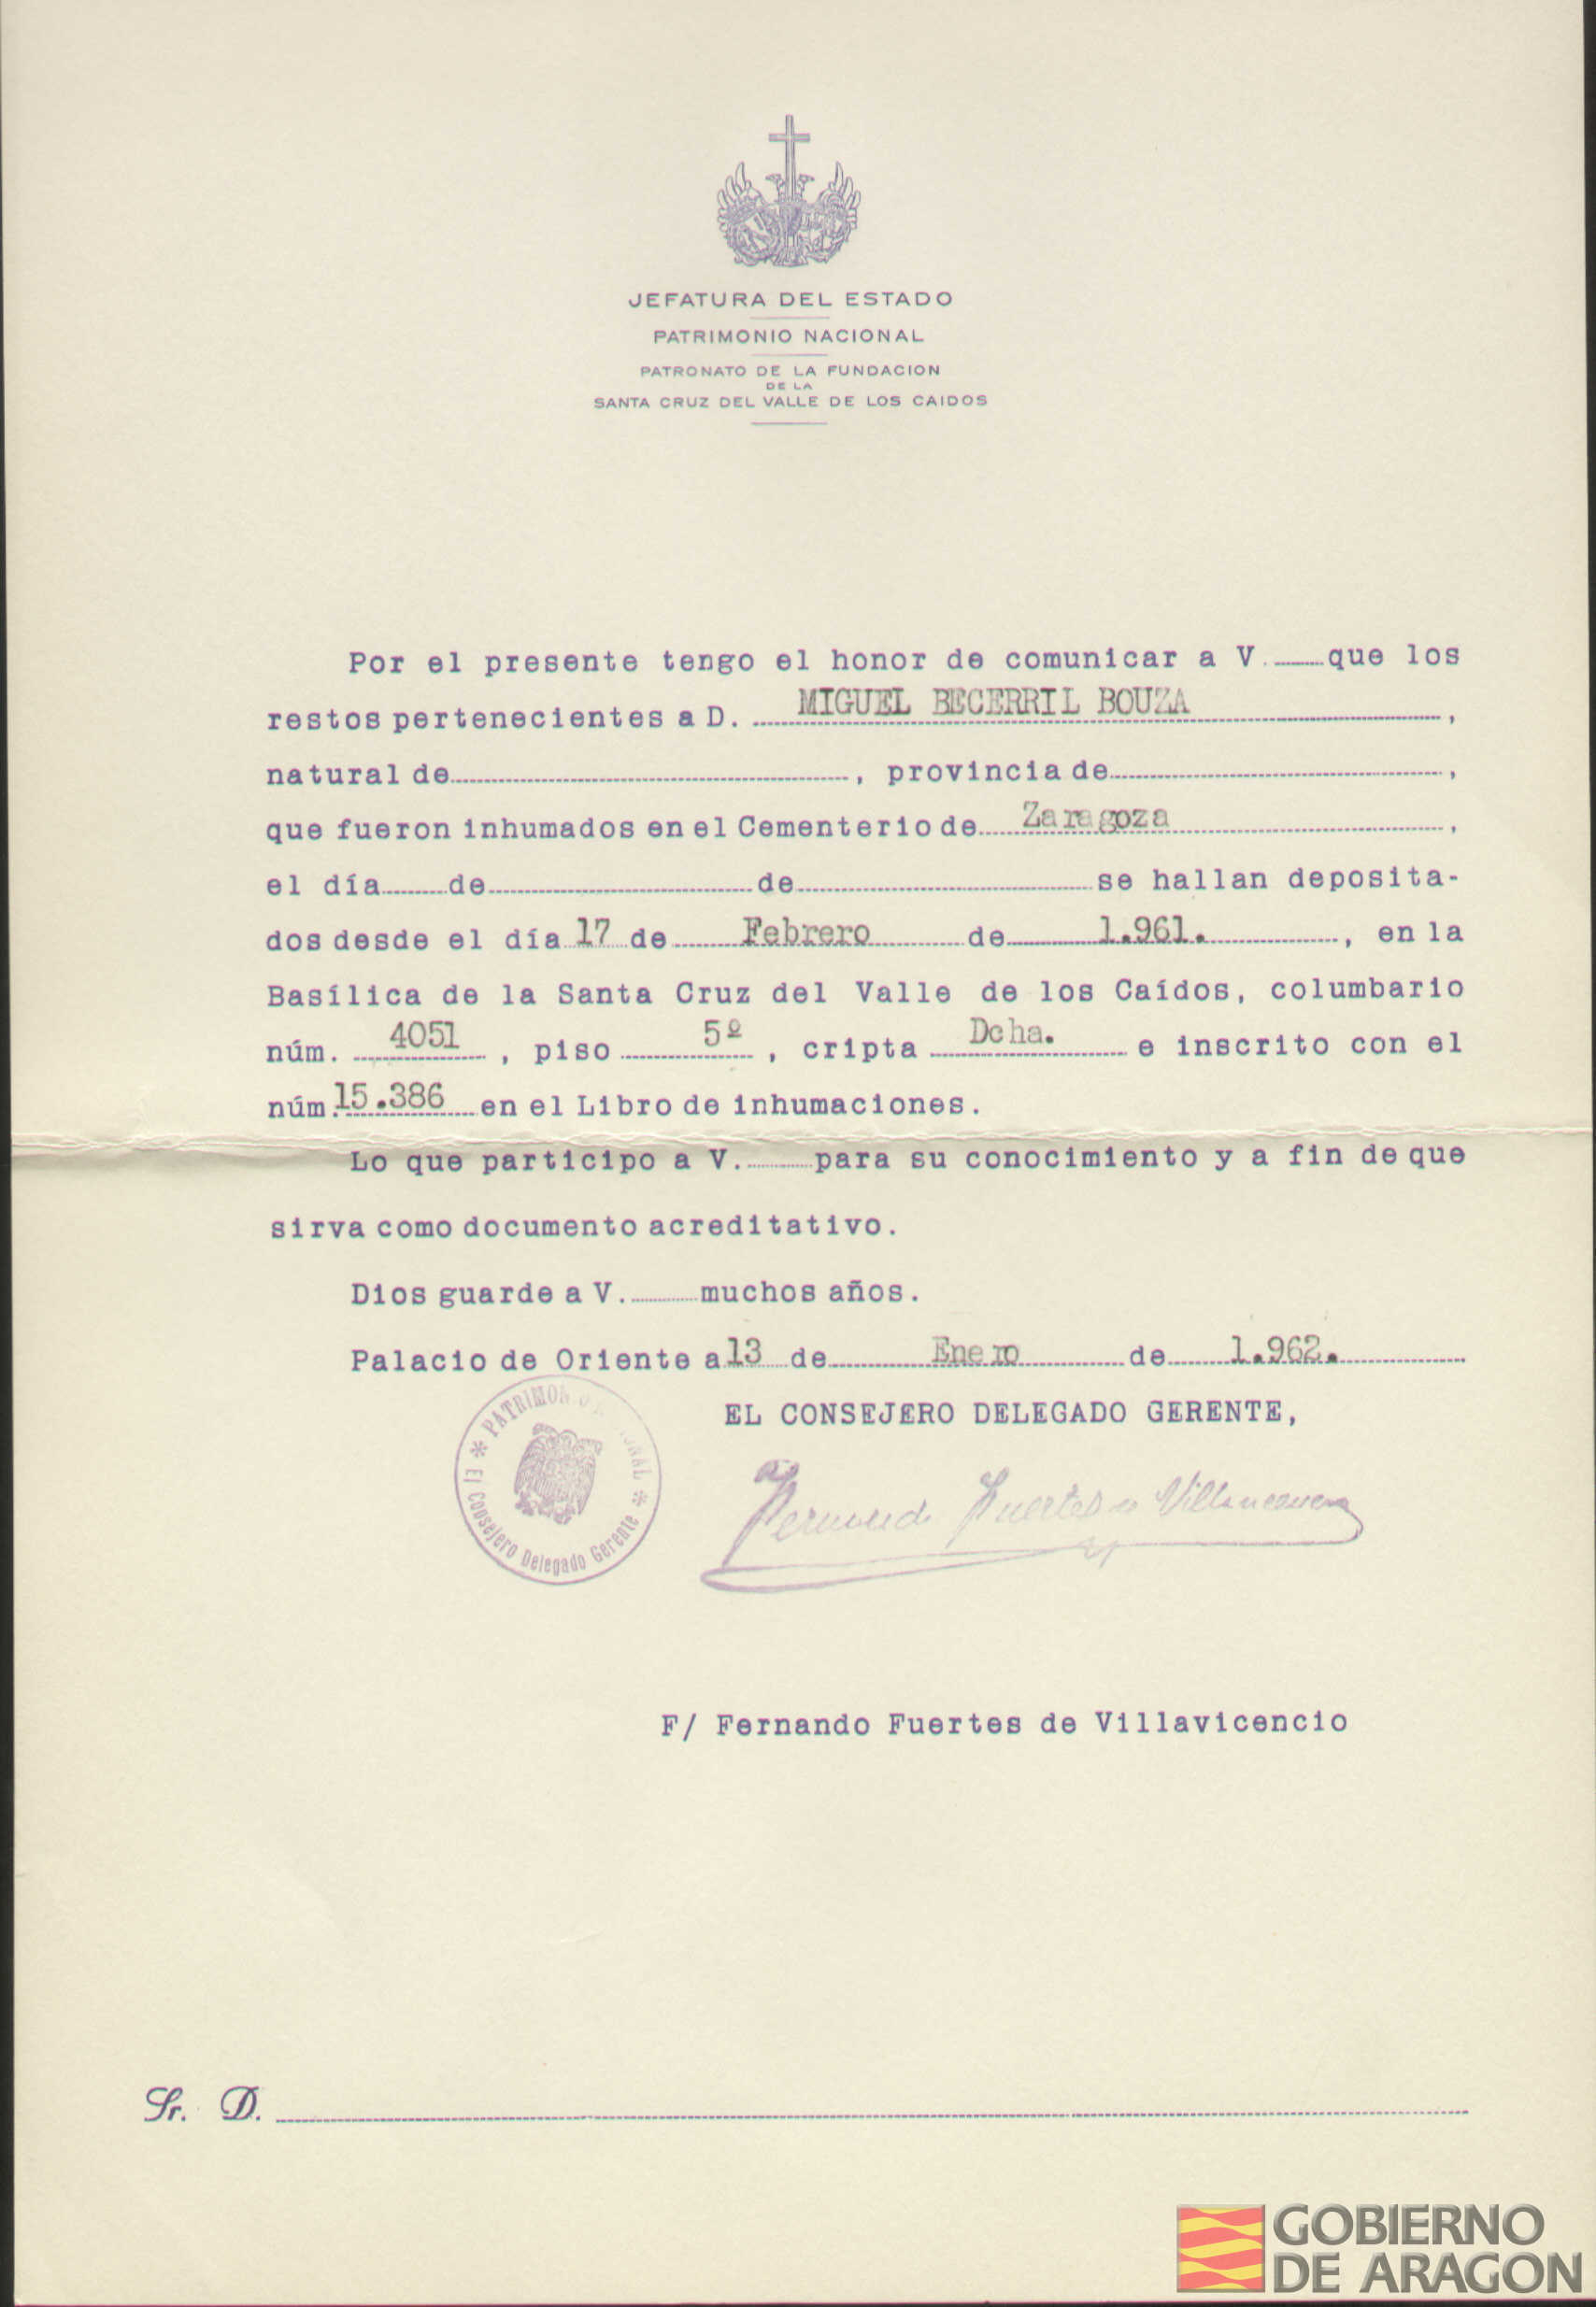 JEFATURA DEL ESTADO
PATRIMONIO NACIONAL
PATRONATO DE LA FUNDACION
DE LA
SANTA CRUZ DEL VALLE DE LOS CAIDOS
Por el presente tengo el honor de comunicar a V. que los
restos pertenecientes a D. MIGUEL BECERRIL BOUZA ,
natural de , provincia de ,
que fueron inhumados en el Cementerio de Zaragoza ,
el día de de se hallan deposita-
dos desde el día 17 de Febrero de 1.961. , en la
Basílica de la Santa Cruz del Valle de los Caídos, columbario
núm. 4051 , piso 5º , cripta Dcha. e inscrito con el
núm. 15.386 en el Libro de inhumaciones.
Lo que participo a V. para su conocimiento y a fin de que
sirva como documento acreditativo.
Dios guarde a V. muchos años.
Palacio de Oriente a 13 de Enero de 1.962.
EL CONSEJERO DELEGADO GERENTE,
El Consejero Delegado Gerente
Fernando Fuertes
F/ Fernando Fuertes de Villavicencio
Sr. D.
GOBIERNO
DE ARAGON